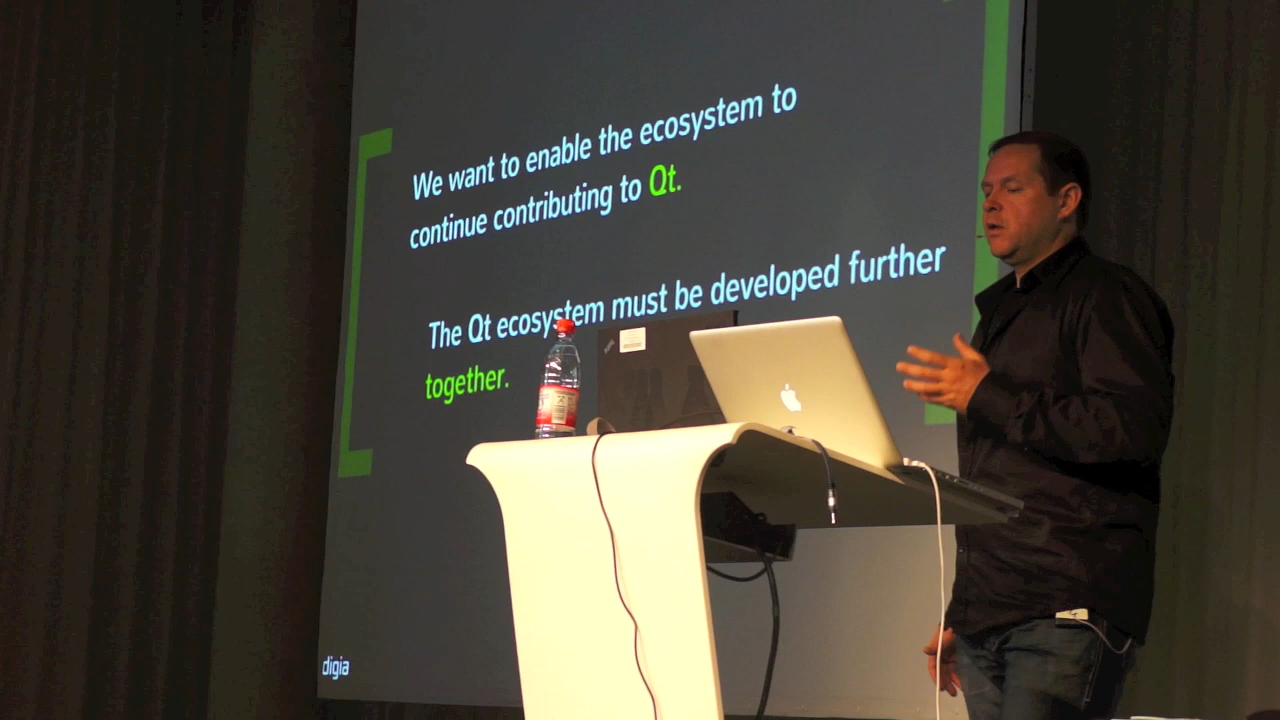 We want to enable the ecosystem to
continue contributing to Qt.
The Qt ecosystem must be developed further
together.
digia